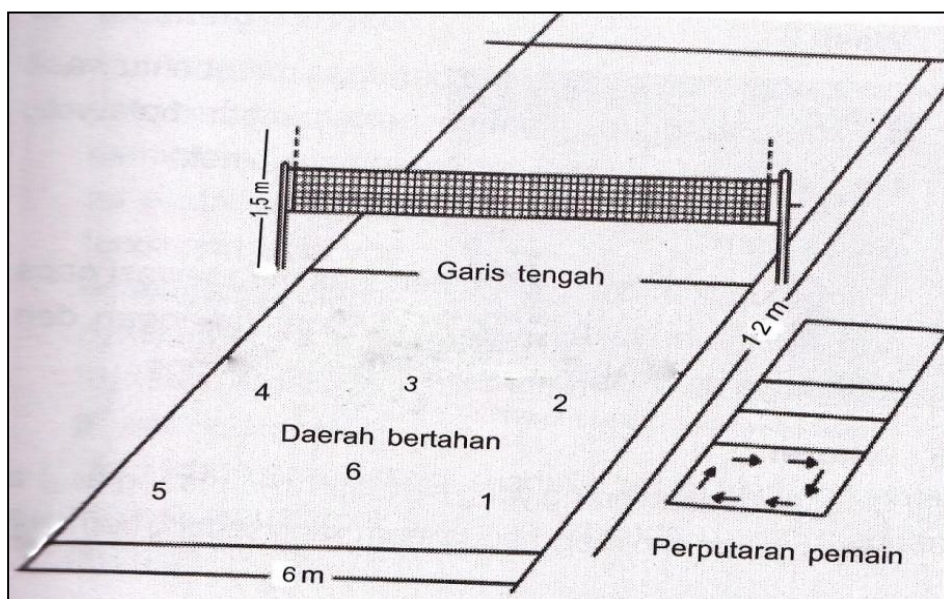 1,5 m
Garis tengah
12 m
4
3
2
Daerah bertahan
5
6
1
6 m
Perputaran pemain